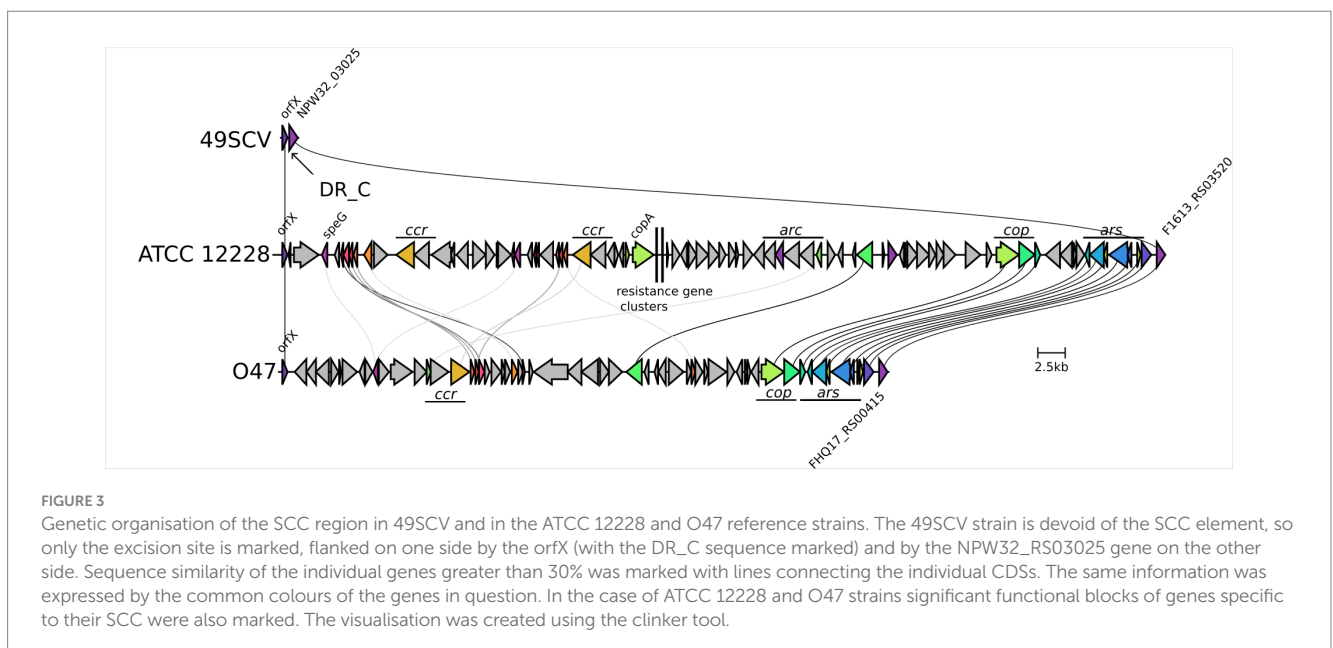 orfX
NPW32_03025
49SCV
DR_C
orfX
speG
ccr
ccr
copA
arc
cop
ars
F1613_RS03520
ATCC 12228
resistance gene
clusters
orfX
2.5kb
O47
ccr
cop
ars
FHQ17_RS00415
FIGURE 3
Genetic organisation of the SCC region in 49SCV and in the ATCC 12228 and O47 reference strains. The 49SCV strain is devoid of the SCC element, so
only the excision site is marked, flanked on one side by the orfX (with the DR_C sequence marked) and by the NPW32_RS03025 gene on the other
side. Sequence similarity of the individual genes greater than 30% was marked with lines connecting the individual CDSs. The same information was
expressed by the common colours of the genes in question. In the case of ATCC 12228 and O47 strains significant functional blocks of genes specific
to their SCC were also marked. The visualisation was created using the clinker tool.